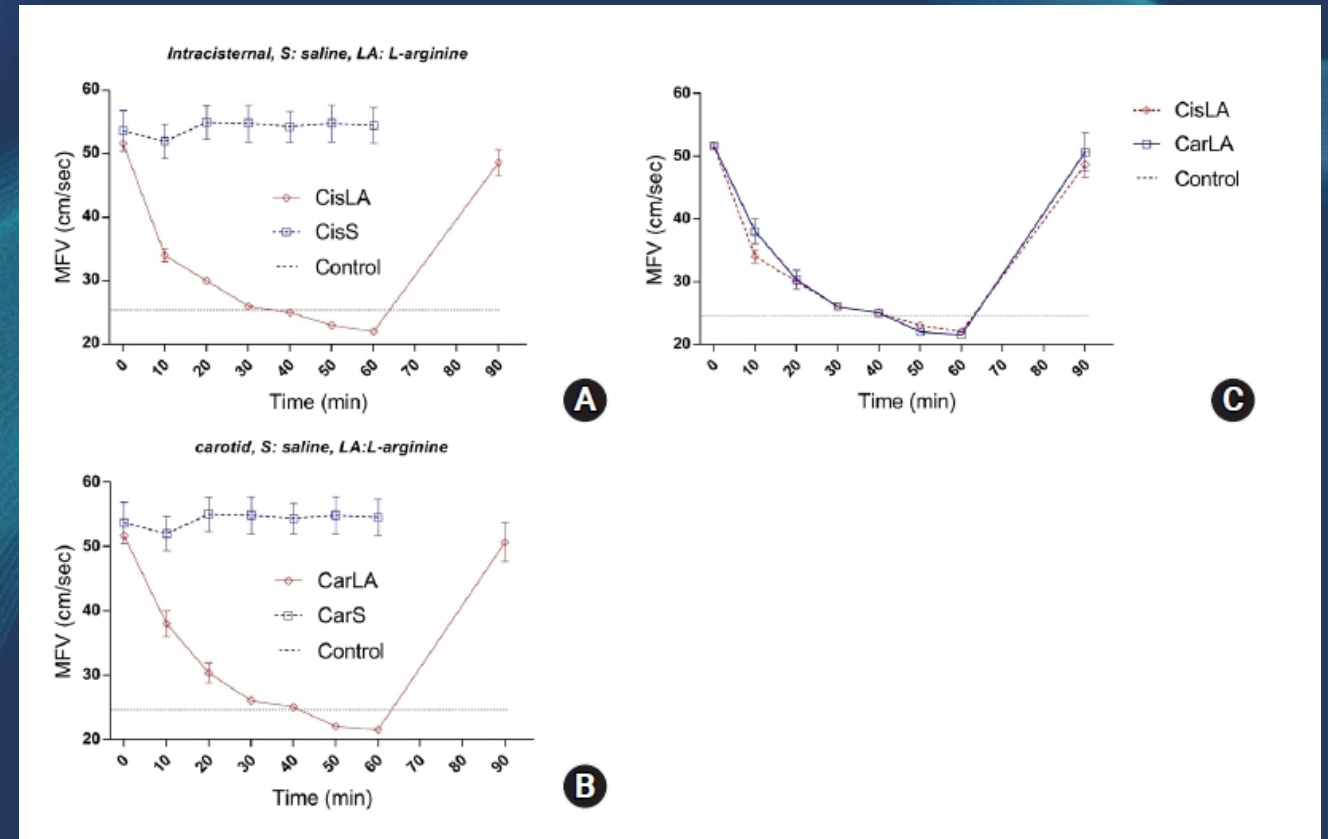 Intracisternal, S: saline, LA: L-arginine
60
50
40
30
20
MFV (cm/sec)
CisLA
CisS
Control
0 10 20 30 40 50 60 70 80 90
Time (min)
A
carotid, S: saline, LA:L-arginine
60
50
40
30
20
MFV (cm/sec)
CarLA
CarS
Control
0 10 20 30 40 50 60 70 80 90
Time (min)
B
60
50
40
30
20
MFV (cm/sec)
CisLA
CarLA
Control
0 10 20 30 40 50 60 70 80 90
Time (min)
C